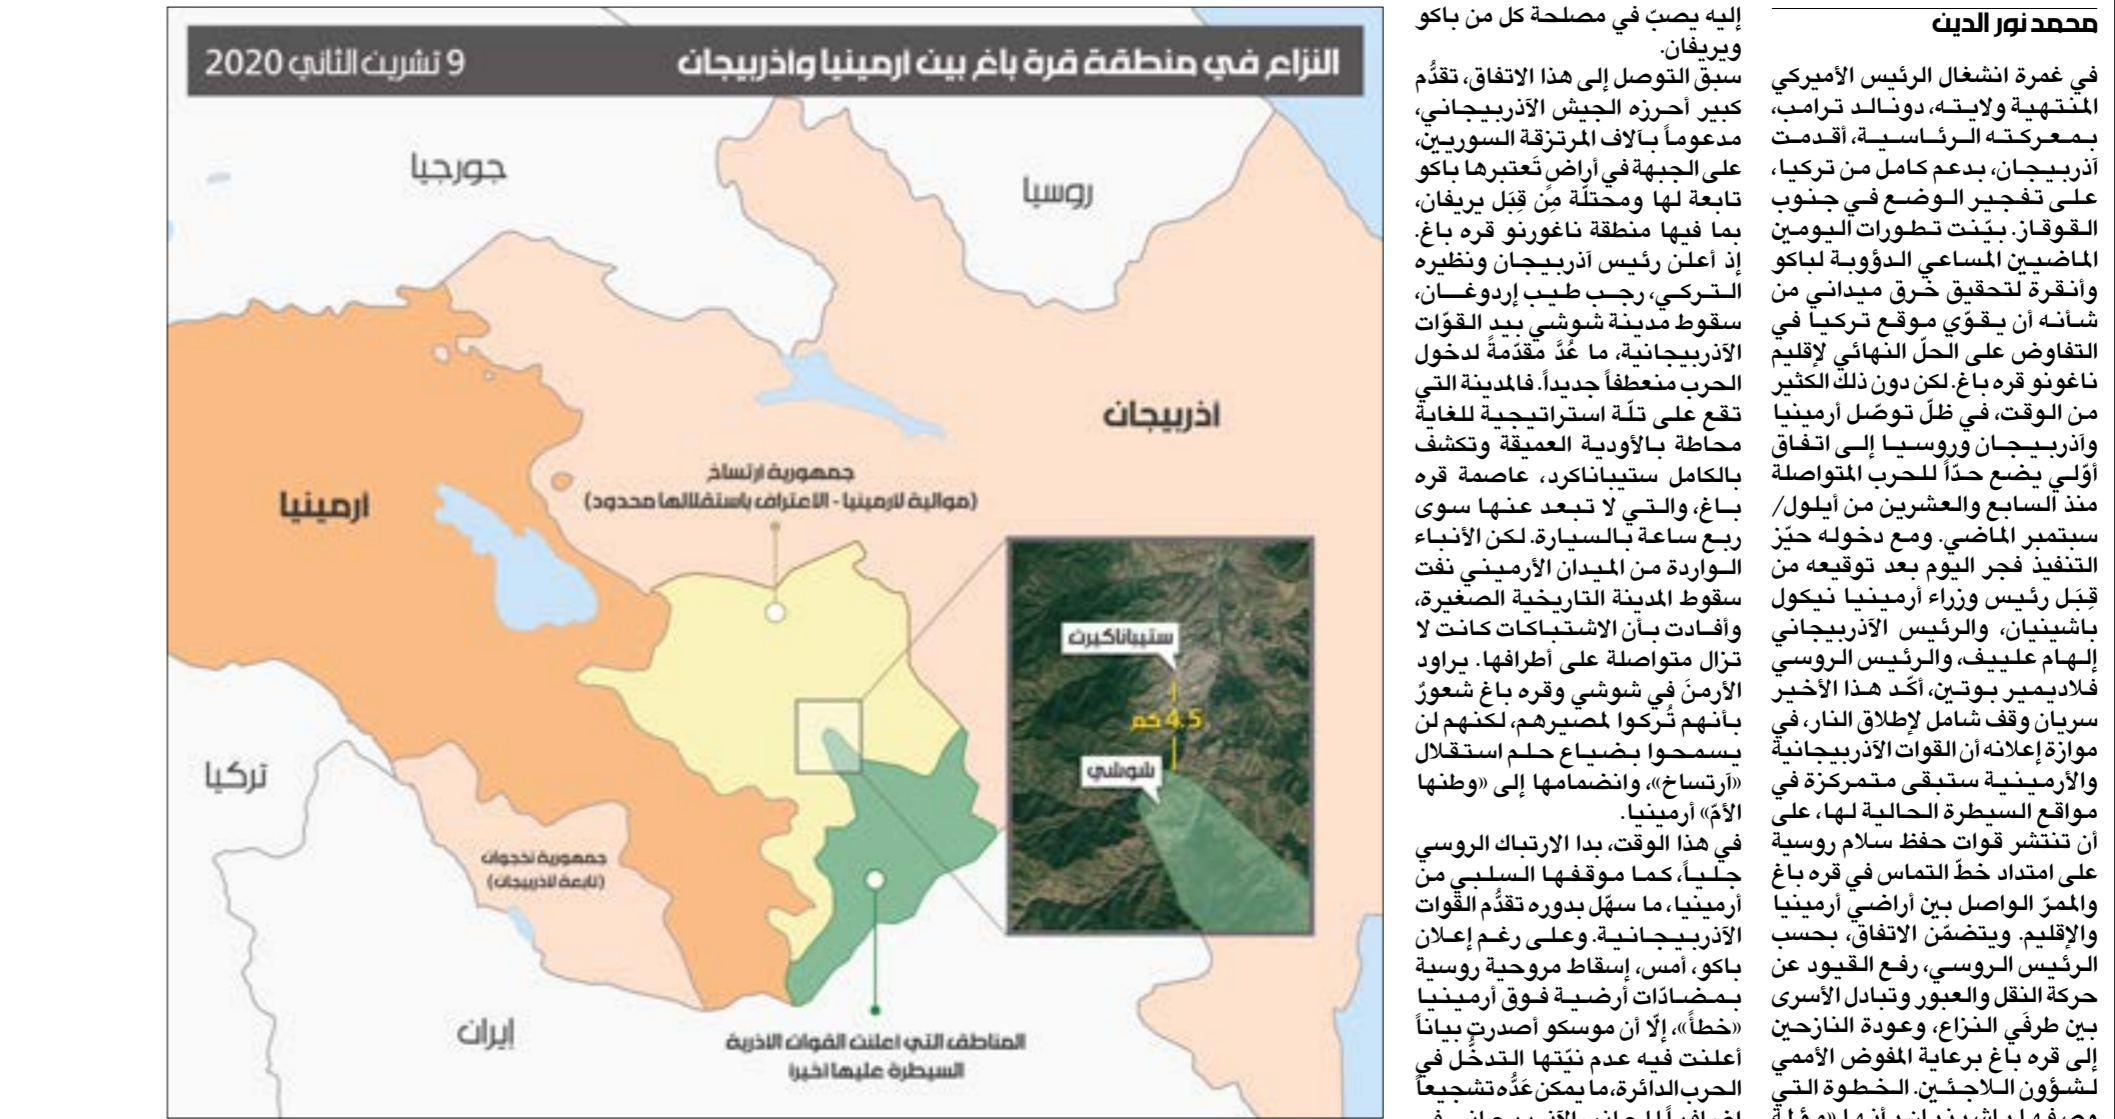 محمد نور الدين
في غمرة انشغال الرئيس الأميركي
المنتهية ولايته، دونالد ترامب،
بمعركته الرئاسية، أقدمت
آذربيجان، بدعم كامل من تركيا،
على تفجير الوضع في جنوب
القوقاز. بيّنت تطورات اليومين
الماضيين المساعي الدؤوبة لباكو
وأنقرة لتحقيق خرق ميداني من
شأنه أن يقوّي موقع تركيا في
التفاوض على الحلّ النهائي لإقليم
ناغونو قره باغ. لكن دون ذلك الكثير
من الوقت، في ظلّ توصّل أرمينيا
وآذربيجان وروسيا إلى اتفاق
أوّلي يضع حدّاً للحرب المتواصلة
منذ السابع والعشرين من أيلول/
سبتمبر الماضي. ومع دخوله حيّز
التنفيذ فجر اليوم بعد توقيعه من
قِبَل رئيس وزراء أرمينيا نيكول
باشينيان، والرئيس الآذربيجاني
إلهام علييف، والرئيس الروسي
فلاديمير بوتين، أكّد هذا الأخير
سريان وقف شامل لإطلاق النار، في
موازة إعلانه أن القوات الآذربيجانية
والأرمينية ستبقى متمركزة في
مواقع السيطرة الحالية لها، على
أن تنتشر قوات حفظ سلام روسية
على امتداد خطّ التماس في قره باغ
والممرّ الواصل بين أراضي أرمينيا
والإقليم. ويتضمّن الاتفاق، بحسب
الرئيس الروسي، رفع القيود عن
حركة النقل والعبور وتبادل الأسرى
بين طرفَي النزاع، وعودة النازحين
إلى قره باغ برعاية المفوض الأممي
لشؤون اللاجئين. الخطوة التي
وصفها باشينيان بأنها «مؤلمة
إليه يصبّ في مصلحة كل من باكو
ويريفان.
سبق التوصل إلى هذا الاتفاق، تقدُّم
كبير أحرزه الجيش الآذربيجاني،
مدعوماً بآلاف المرتزقة السوريين،
على الجبهة في أراضٍ تَعتبرها باكو
تابعة لها ومحتلّة مِن قِبَل يريفان،
بما فيها منطقة ناغورنو قره باغ.
إذ أعلن رئيس آذربيجان ونظيره
التركي، رجب طيب إردوغان،
سقوط مدينة شوشي بيد القوّات
الآذربيجانية، ما عُدَّ مقدّمةً لدخول
الحرب منعطفاً جديداً. فالمدينة التي
تقع على تلّة استراتيجية للغاية
محاطة بالأودية العميقة وتكشف
بالكامل ستيباناكرد، عاصمة قره
باغ، والتي لا تبعد عنها سوى
ربع ساعة بالسيارة. لكن الأنباء
الواردة من الميدان الأرميني نفت
سقوط المدينة التاريخية الصغيرة،
وأفادت بأن الاشتباكات كانت لا
تزال متواصلة على أطرافها. يراود
الأرمنَ في شوشي وقره باغ شعورٌ
بأنهم تُركوا لمصيرهم، لكنهم لن
يسمحوا بضياع حلم استقلال
«آرتساخ»، وانضمامها إلى «وطنها
الأمّ» أرمينيا.
في هذا الوقت، بدا الارتباك الروسي
جلياً، كما موقفها السلبي من
أرمينيا، ما سهّل بدوره تقدُّم القوات
الآذربيجانية. وعلى رغم إعلان
باكو، أمس، إسقاط مروحية روسية
بمضادّات أرضية فوق أرمينيا
«خطأً»، إلّا أن موسكو أصدرت بياناً
أعلنت فيه عدم نيّتها التدخُّل في
الحرب الدائرة، ما يمكن عَدُّه تشجيعاً
النزاع في منطقة قرة باغ بين ارمينيا واذربيجان
9 تشرين الثاني 2020
جورجيا
روسيا
اذربيجان
ارمينيا
جمهورية ارتساخ
(موالية لارمينيا - الاعتراف باستقلالها محدود)
ستيباناكيرت
4.5 كم
شوشي
تركيا
جمهورية نخجوان
(تابعة لاذربيجان)
ايران
المناطق التي اعلنت القوات الاذرية
السيطرة عليها اخيرا